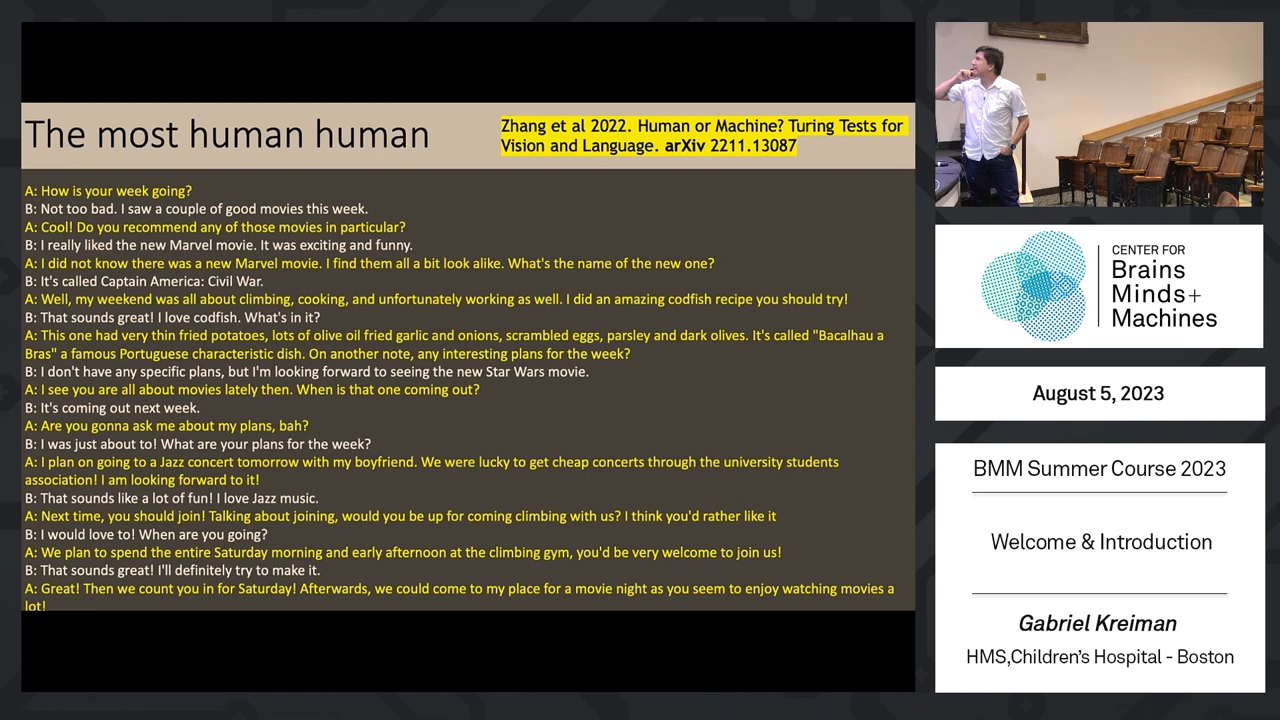 The most human human
Zhang et al 2022. Human or Machine? Turing Tests for
Vision and Language. arXiv 2211.13087
A: How is your week going?
B: Not too bad. I saw a couple of good movies this week.
A: Cool! Do you recommend any of those movies in particular?
B: I really liked the new Marvel movie. It was exciting and funny.
A: I did not know there was a new Marvel movie. I find them all a bit look alike. What's the name of the new one?
B: It's called Captain America: Civil War.
A: Well, my weekend was all about climbing, cooking, and unfortunately working as well. I did an amazing codfish recipe you should try!
B: That sounds great! I love codfish. What's in it?
A: This one had very thin fried potatoes, lots of olive oil fried garlic and onions, scrambled eggs, parsley and dark olives. It's called "Bacalhau a
Bras" a famous Portuguese characteristic dish. On another note, any interesting plans for the week?
B: I don't have any specific plans, but I'm looking forward to seeing the new Star Wars movie.
A: I see you are all about movies lately then. When is that one coming out?
B: It's coming out next week.
A: Are you gonna ask me about my plans, bah?
B: I was just about to! What are your plans for the week?
A: I plan on going to a Jazz concert tomorrow with my boyfriend. We were lucky to get cheap concerts through the university students
association! I am looking forward to it!
B: That sounds like a lot of fun! I love Jazz music.
A: Next time, you should join! Talking about joining, would you be up for coming climbing with us? I think you'd rather like it
B: I would love to! When are you going?
A: We plan to spend the entire Saturday morning and early afternoon at the climbing gym, you'd be very welcome to join us!
B: That sounds great! I'll definitely try to make it.
A: Great! Then we count you in for Saturday! Afterwards, we could come to my place for a movie night as you seem to enjoy watching movies a
lot!
CENTER FOR
Brains
Minds+
Machines
August 5, 2023
BMM Summer Course 2023
Welcome & Introduction
Gabriel Kreiman
HMS,Children's Hospital - Boston